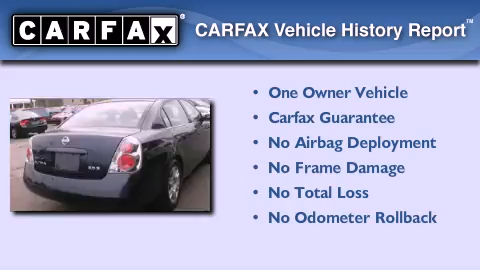 CARFAX® CARFAX Vehicle History Report™
• One Owner Vehicle
• Carfax Guarantee
• No Airbag Deployment
• No Frame Damage
• No Total Loss
• No Odometer Rollback